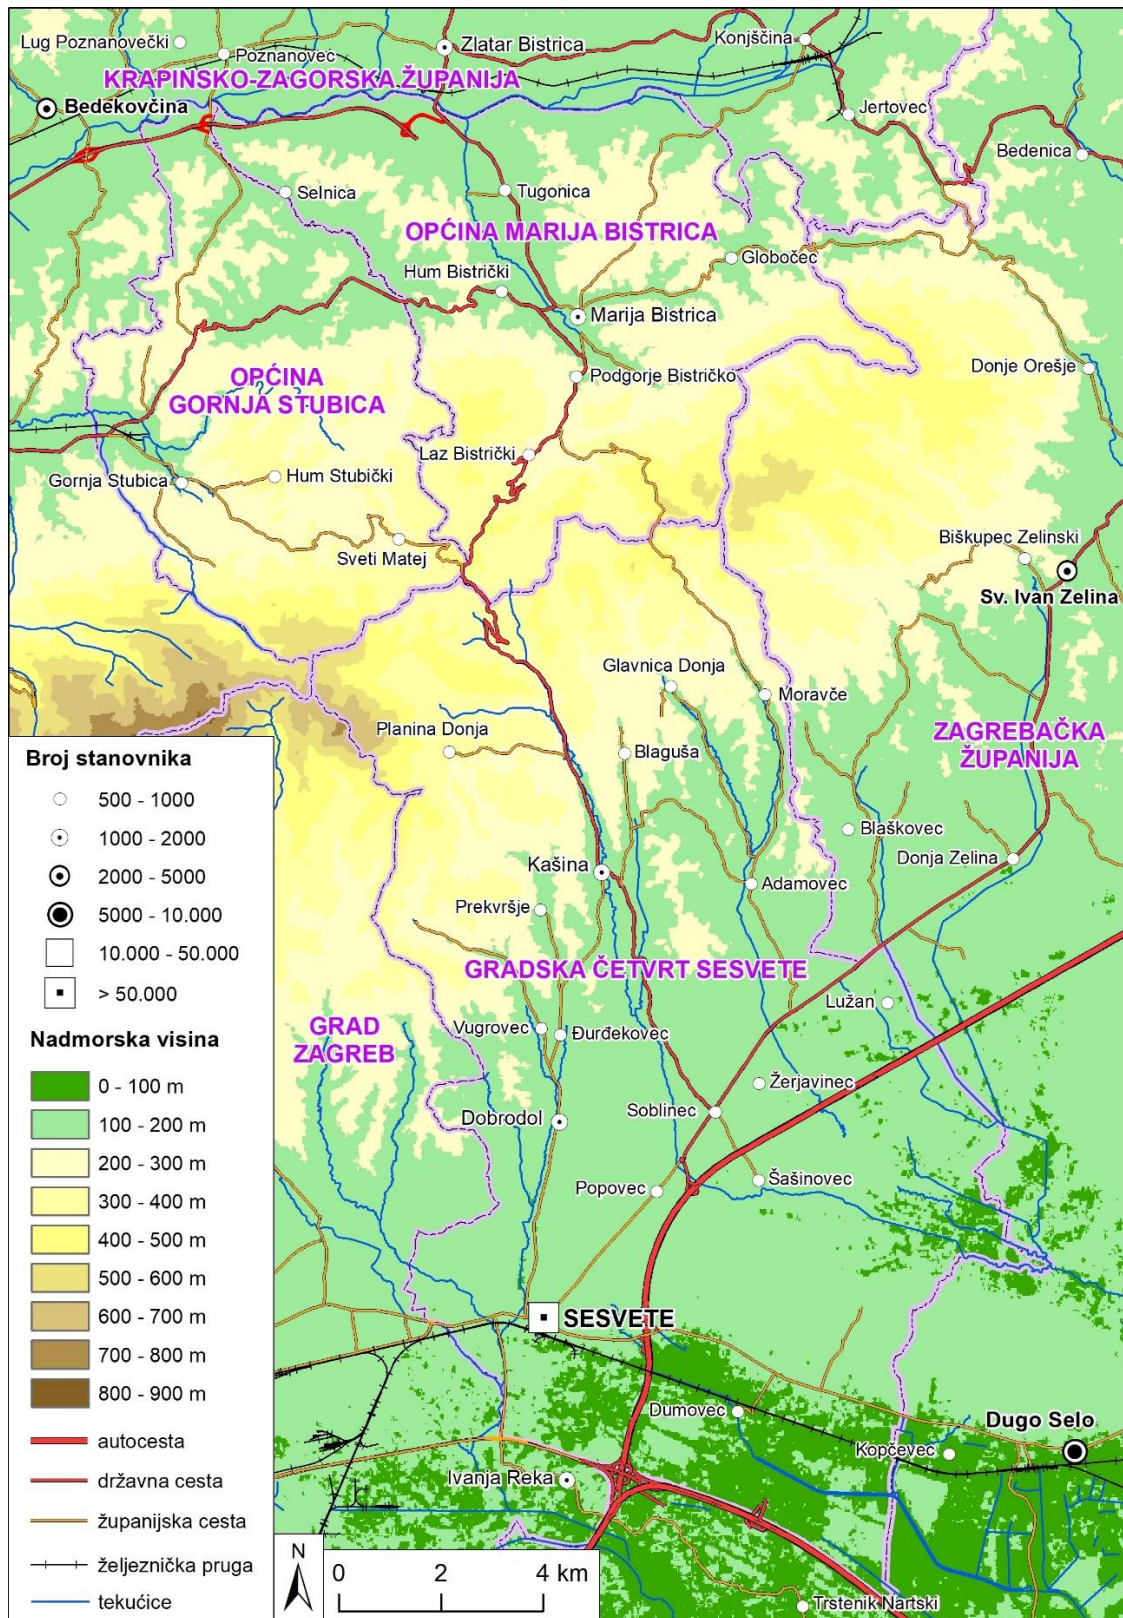 Lug Poznanovečki
Poznanovec
Zlatar Bistrica
Konjščina
KRAPINSKO-ZAGORSKA ŽUPANIJA
Bedekovčina
Jertovec
Bedenica
Selnica
Tugonica
OPĆINA MARIJA BISTRICA
Globočec
Hum Bistrički
Marija Bistrica
OPĆINA
GORNJA STUBICA
Podgorje Bistričko
Donje Orešje
Laz Bistrički
Gornja Stubica
Hum Stubički
Sveti Matej
Biškupec Zelinski
Sv. Ivan Zelina
Glavnica Donja
Moravče
Planina Donja
Blaguša
ZAGREBAČKA
ŽUPANIJA
Blaškovec
Donja Zelina
Kašina
Adamovec
Prekvršje
GRADSKA ČETVRT SESVETE
Lužan
GRAD
ZAGREB
Vugrovec
Đurđekovec
Žerjavinec
Soblinec
Dobrodol
Šašinovec
Popovec
SESVETE
Dumovec
Dugo Selo
Kopčevec
Ivanja Reka
Trstenik Nartski
Broj stanovnika
500 - 1000
1000 - 2000
2000 - 5000
5000 - 10.000
10.000 - 50.000
> 50.000
Nadmorska visina
0 - 100 m
100 - 200 m
200 - 300 m
300 - 400 m
400 - 500 m
500 - 600 m
600 - 700 m
700 - 800 m
800 - 900 m
autocesta
državna cesta
županijska cesta
željeznička pruga
tekućice
N
0 2 4 km